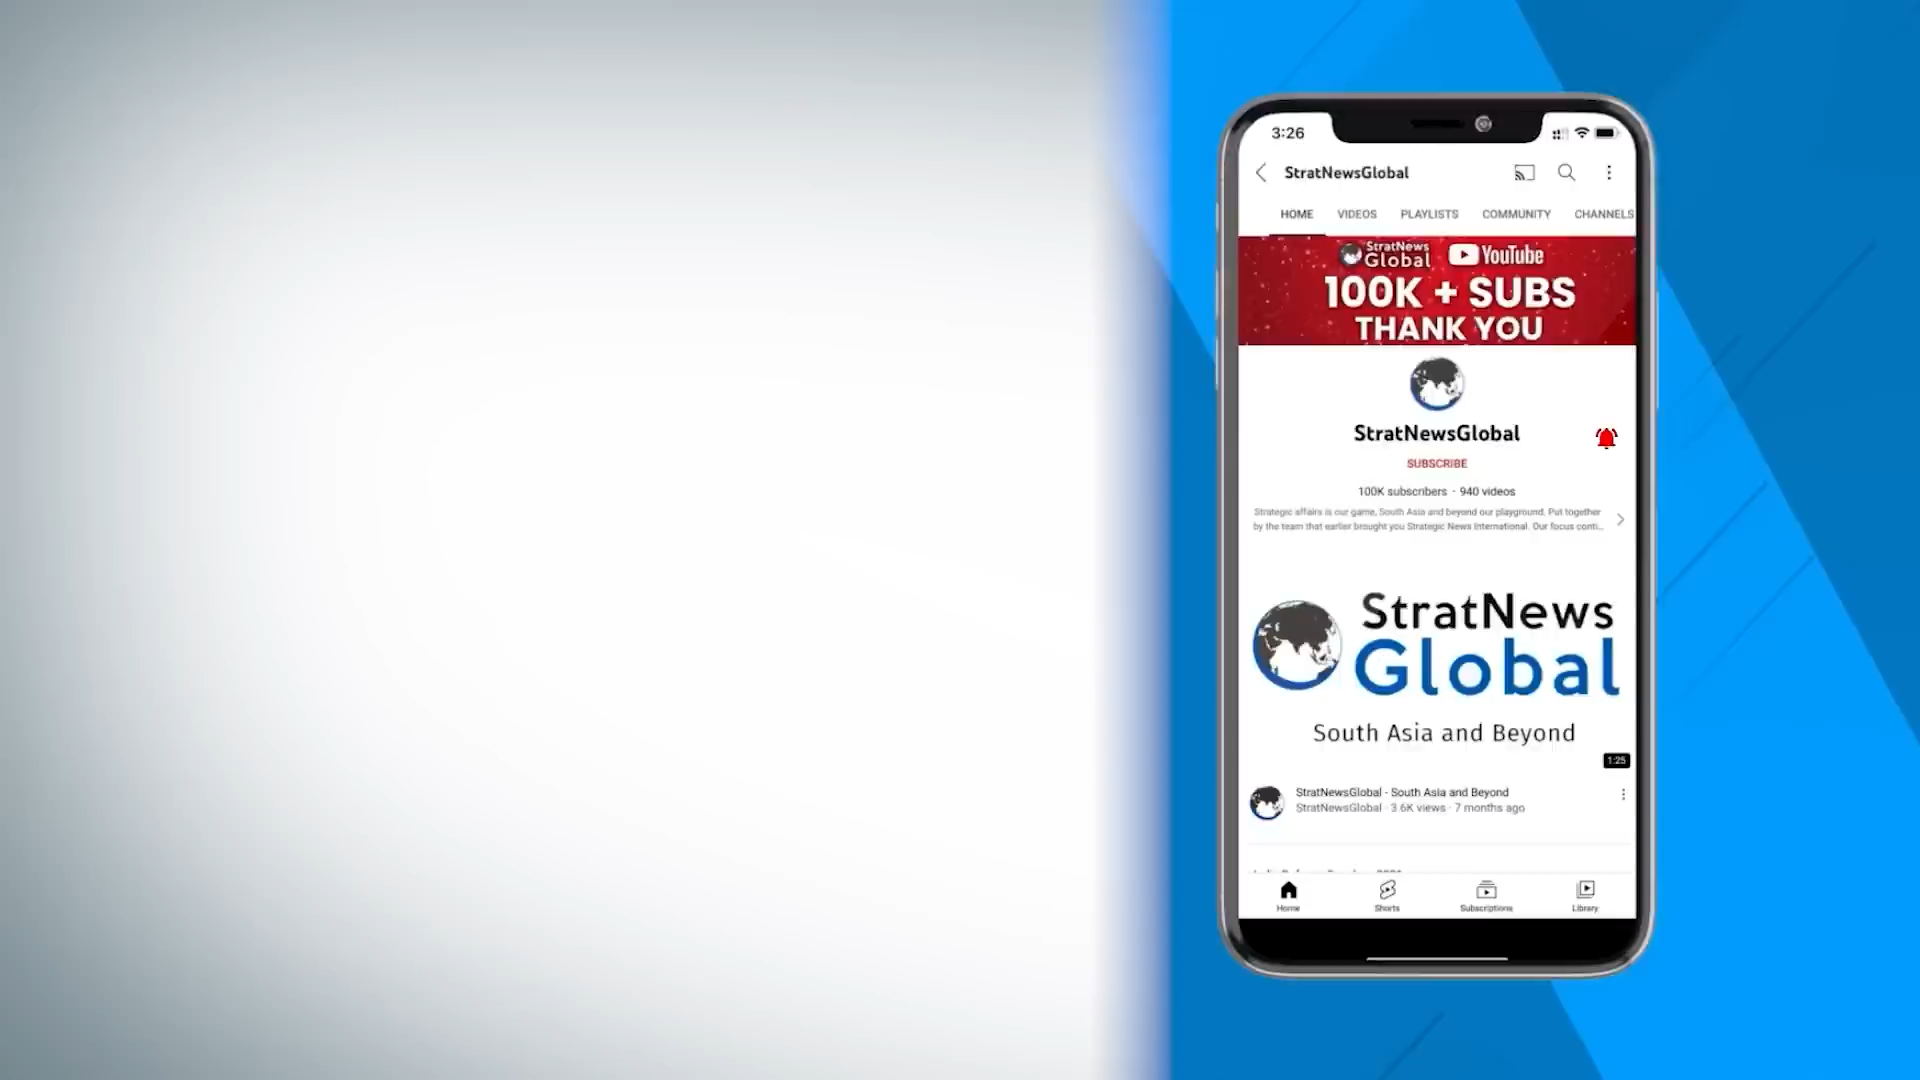 3:26
StratNewsGlobal
HOME VIDEOS PLAYLISTS COMMUNITY CHANNELS
StratNews
Global
YouTube
100K + SUBS
THANK YOU
StratNewsGlobal
SUBSCRIBE
100K subscribers · 940 videos
Strategic affairs is our game, South Asia and beyond our playground. Put together
by the team that earlier brought you Strategic News International. Our focus conti...
StratNews
Global
South Asia and Beyond
1:25
StratNewsGlobal - South Asia and Beyond
StratNewsGlobal · 3.6K views · 7 months ago
Home Shorts Subscriptions Library